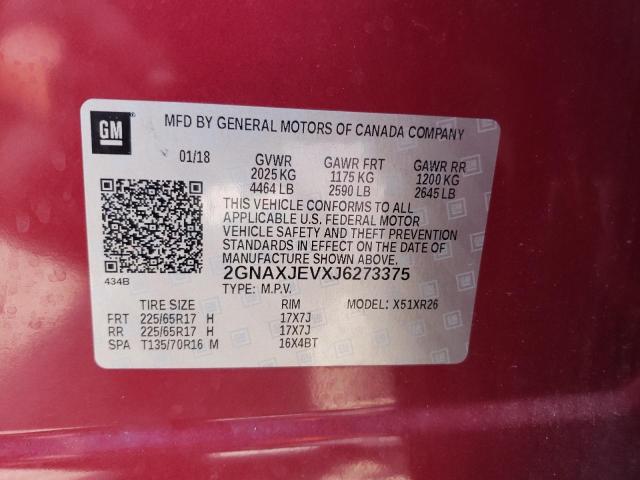 GM
MFD BY GENERAL MOTORS OF CANADA COMPANY
01/18 GVWR GAWR FRT GAWR RR
2025 KG 1175 KG 1200 KG
4464 LB 2590 LB 2645 LB
THIS VEHICLE CONFORMS TO ALL
APPLICABLE U.S. FEDERAL MOTOR
VEHICLE SAFETY AND THEFT PREVENTION
STANDARDS IN EFFECT ON THE DATE OF
MANUFACTURE SHOWN ABOVE.
434B 2GNAXJEVXJ6273375
TYPE: M.P.V.
TIRE SIZE RIM MODEL: X51XR26
FRT 225/65R17 H 17X7J
RR 225/65R17 H 17X7J
SPA T135/70R16 M 16X4BT